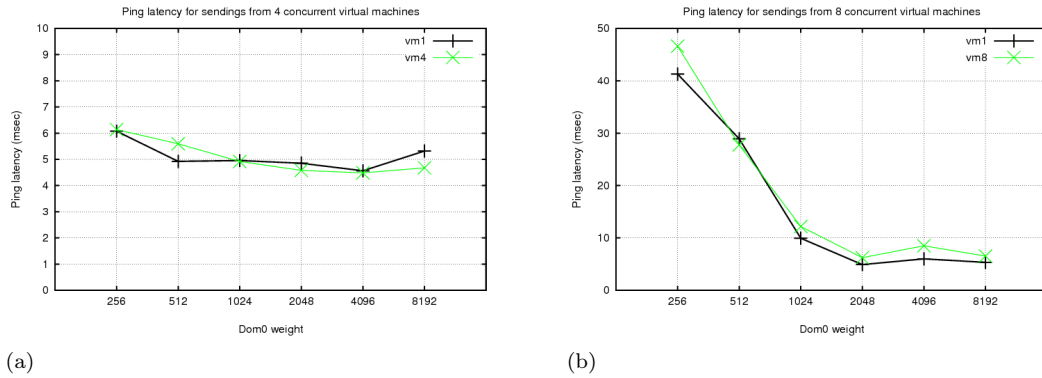 Ping latency for sendings from 4 concurrent virtual machines
10
9
8
7
6
5
4
3
2
1
0
Ping latency (msec)
vm1
vm4
256 512 1024 2048 4096 8192
Dom0 weight
(a)
Ping latency for sendings from 8 concurrent virtual machines
50
40
30
20
10
0
Ping latency (msec)
vm1
vm8
256 512 1024 2048 4096 8192
Dom0 weight
(b)